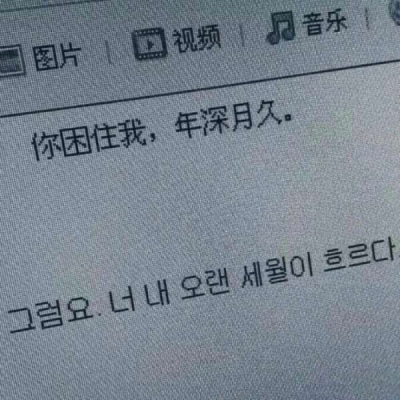 图片 | 视频 | 音乐 |
你困住我，年深月久。
그럼요. 너 내 오랜 세월이 흐르다.